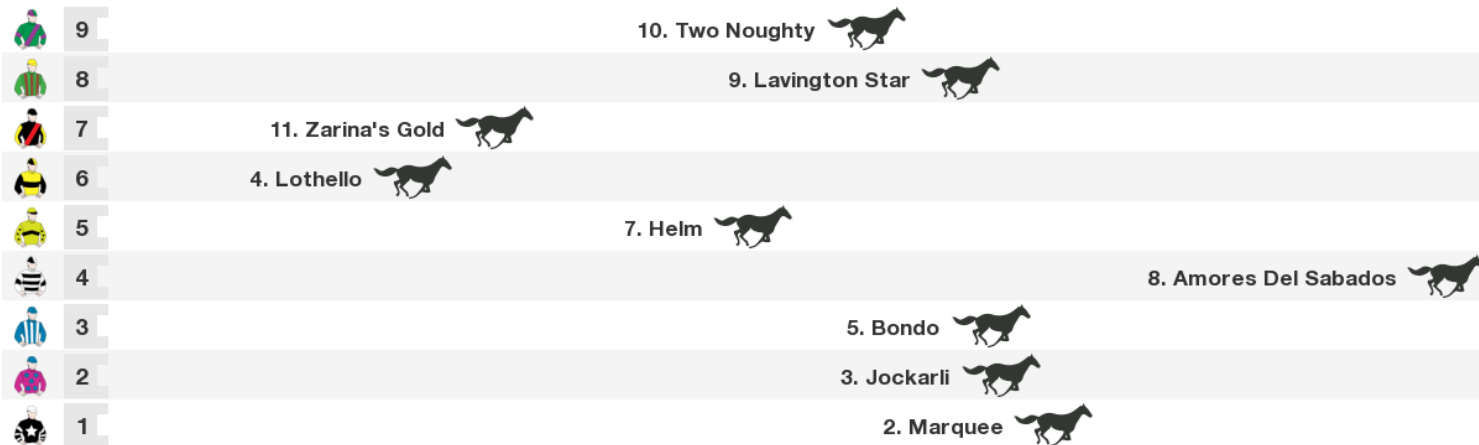 9 10. Two Noughty
8 9. Lavington Star
7 11. Zarina's Gold
6 4. Lothello
5 7. Helm
4 8. Amores Del Sabados
3 5. Bondo
2 3. Jockarli
1 2. Marquee